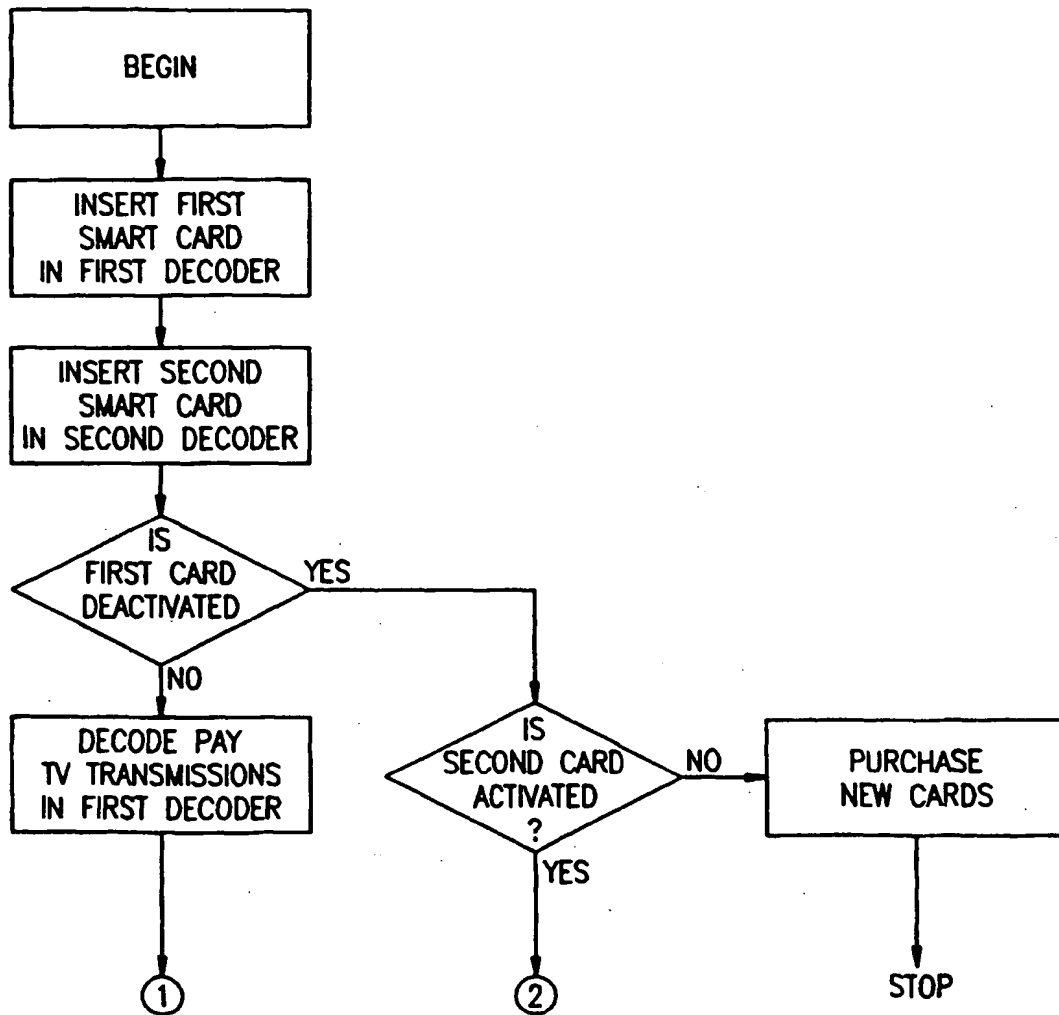 BEGIN
INSERT FIRST
SMART CARD
IN FIRST DECODER
INSERT SECOND
SMART CARD
IN SECOND DECODER
IS
FIRST CARD
DEACTIVATED
YES
NO
DECODE PAY
TV TRANSMISSIONS
IN FIRST DECODER
1
IS
SECOND CARD
ACTIVATED
?
NO
YES
2
PURCHASE
NEW CARDS
STOP